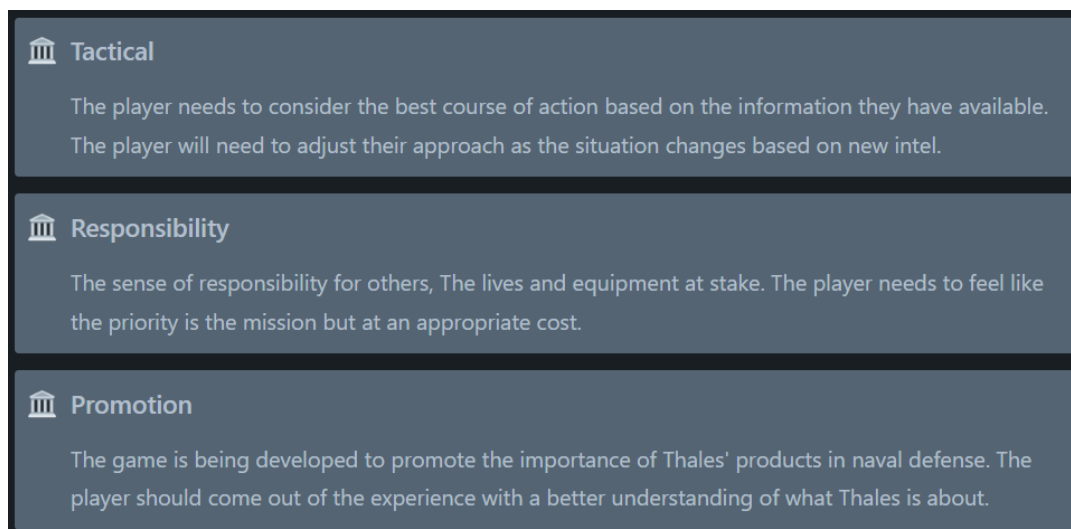 Tactical
The player needs to consider the best course of action based on the information they have available.
The player will need to adjust their approach as the situation changes based on new intel.
Responsibility
The sense of responsibility for others, The lives and equipment at stake. The player needs to feel like
the priority is the mission but at an appropriate cost.
Promotion
The game is being developed to promote the importance of Thales' products in naval defense. The
player should come out of the experience with a better understanding of what Thales is about.